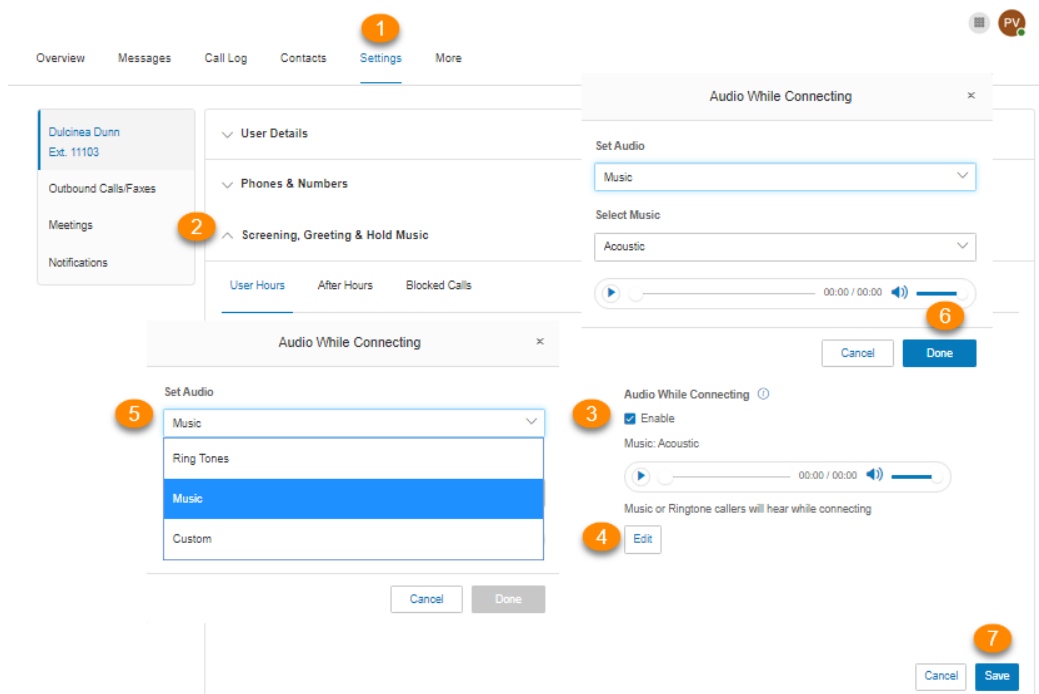 1
PV
Overview Messages Call Log Contacts Settings More
Dulcinea Dunn
Ext. 11103
Outbound Calls/Faxes
Meetings
Notifications
User Details
Phones & Numbers
2
Screening, Greeting & Hold Music
User Hours After Hours Blocked Calls
Audio While Connecting ×
Set Audio
Music
Select Music
Acoustic
00:00 / 00:00
6
Cancel Done
Audio While Connecting ×
Set Audio
5
Music
Ring Tones
Music
Custom
Cancel Done
Audio While Connecting
3
Enable
Music: Acoustic
00:00 / 00:00
Music or Ringtone callers will hear while connecting
4
Edit
7
Cancel Save